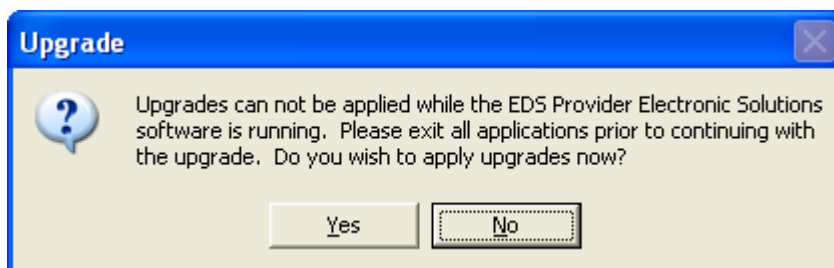 Upgrade
Upgrades can not be applied while the EDS Provider Electronic Solutions
software is running.  Please exit all applications prior to continuing with
the upgrade.  Do you wish to apply upgrades now?
Yes
No